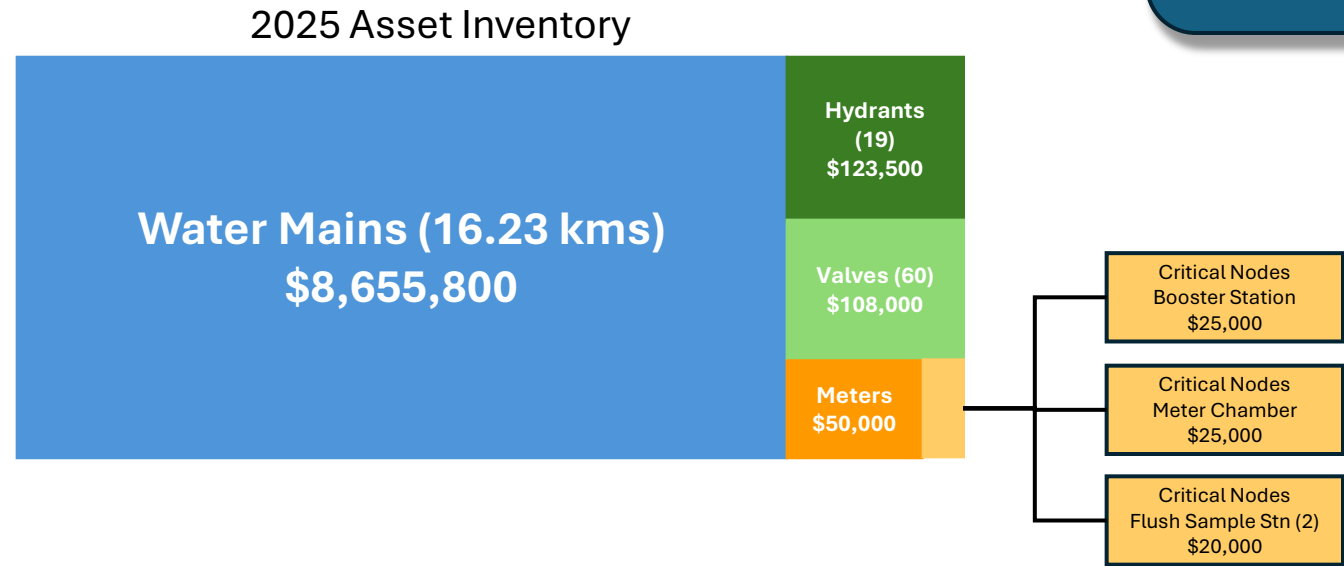 2025 Asset Inventory
Water Mains (16.23 kms)
$8,655,800
Hydrants
(19)
$123,500
Valves (60)
$108,000
Meters
$50,000
Critical Nodes
Booster Station
$25,000
Critical Nodes
Meter Chamber
$25,000
Critical Nodes
Flush Sample Stn (2)
$20,000